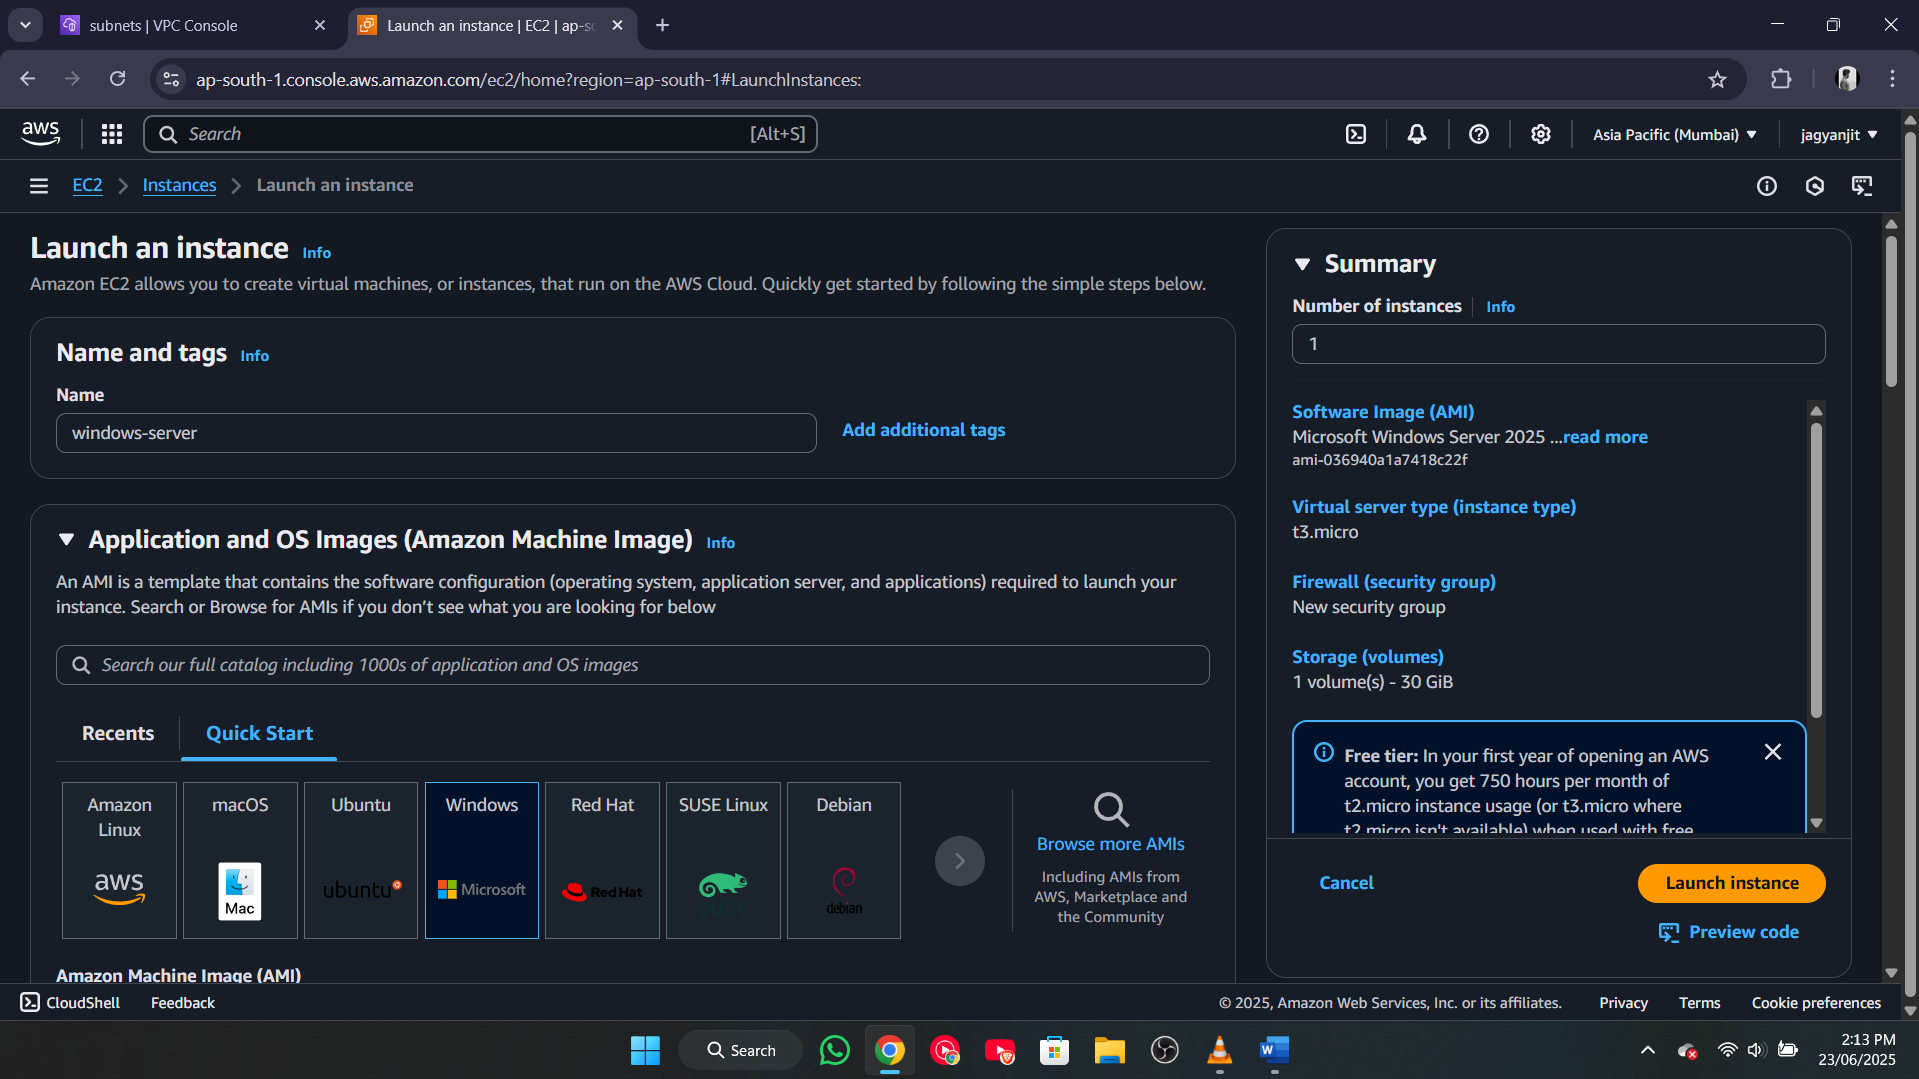 subnets | VPC Console
Launch an instance | EC2 | ap-so
ap-south-1.console.aws.amazon.com/ec2/home?region=ap-south-1#LaunchInstances:
aws
Search
[Alt+S]
Asia Pacific (Mumbai)
jagyanjit
EC2
Instances
Launch an instance
Launch an instance Info
Amazon EC2 allows you to create virtual machines, or instances, that run on the AWS Cloud. Quickly get started by following the simple steps below.
Name and tags Info
Name
windows-server
Add additional tags
Application and OS Images (Amazon Machine Image) Info
An AMI is a template that contains the software configuration (operating system, application server, and applications) required to launch your
instance. Search or Browse for AMIs if you don’t see what you are looking for below
Search our full catalog including 1000s of application and OS images
Recents
Quick Start
Amazon
Linux
aws
macOS
Mac
Ubuntu
ubuntu
Windows
Microsoft
Red Hat
Red Hat
SUSE Linux
SUSE
Debian
debian
Browse more AMIs
Including AMIs from
AWS, Marketplace and
the Community
Amazon Machine Image (AMI)
Summary
Number of instances Info
1
Software Image (AMI)
Microsoft Windows Server 2025 ...read more
ami-036940a1a7418c22f
Virtual server type (instance type)
t3.micro
Firewall (security group)
New security group
Storage (volumes)
1 volume(s) - 30 GiB
Free tier: In your first year of opening an AWS
account, you get 750 hours per month of
t2.micro instance usage (or t3.micro where
t2.micro isn't available) when used with free
Cancel
Launch instance
Preview code
CloudShell
Feedback
© 2025, Amazon Web Services, Inc. or its affiliates.
Privacy
Terms
Cookie preferences
Search
2:13 PM
23/06/2025